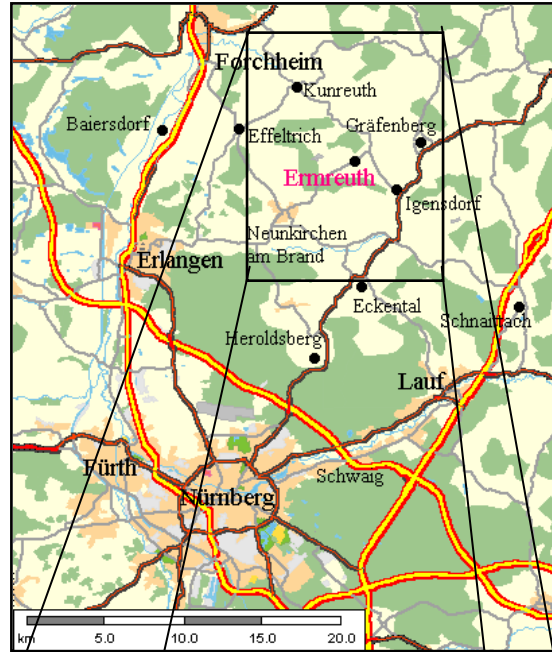 Forchheim
Kunreuth
Baiersdorf
Effeltrich
Gräfenberg
Ermreuth
Igensdorf
Neunkirchen
am Brand
Erlangen
Eckental
Schnaittach
Heroldsberg
Lauf
Fürth
Schwaig
Nürnberg
km 5.0 10.0 15.0 20.0